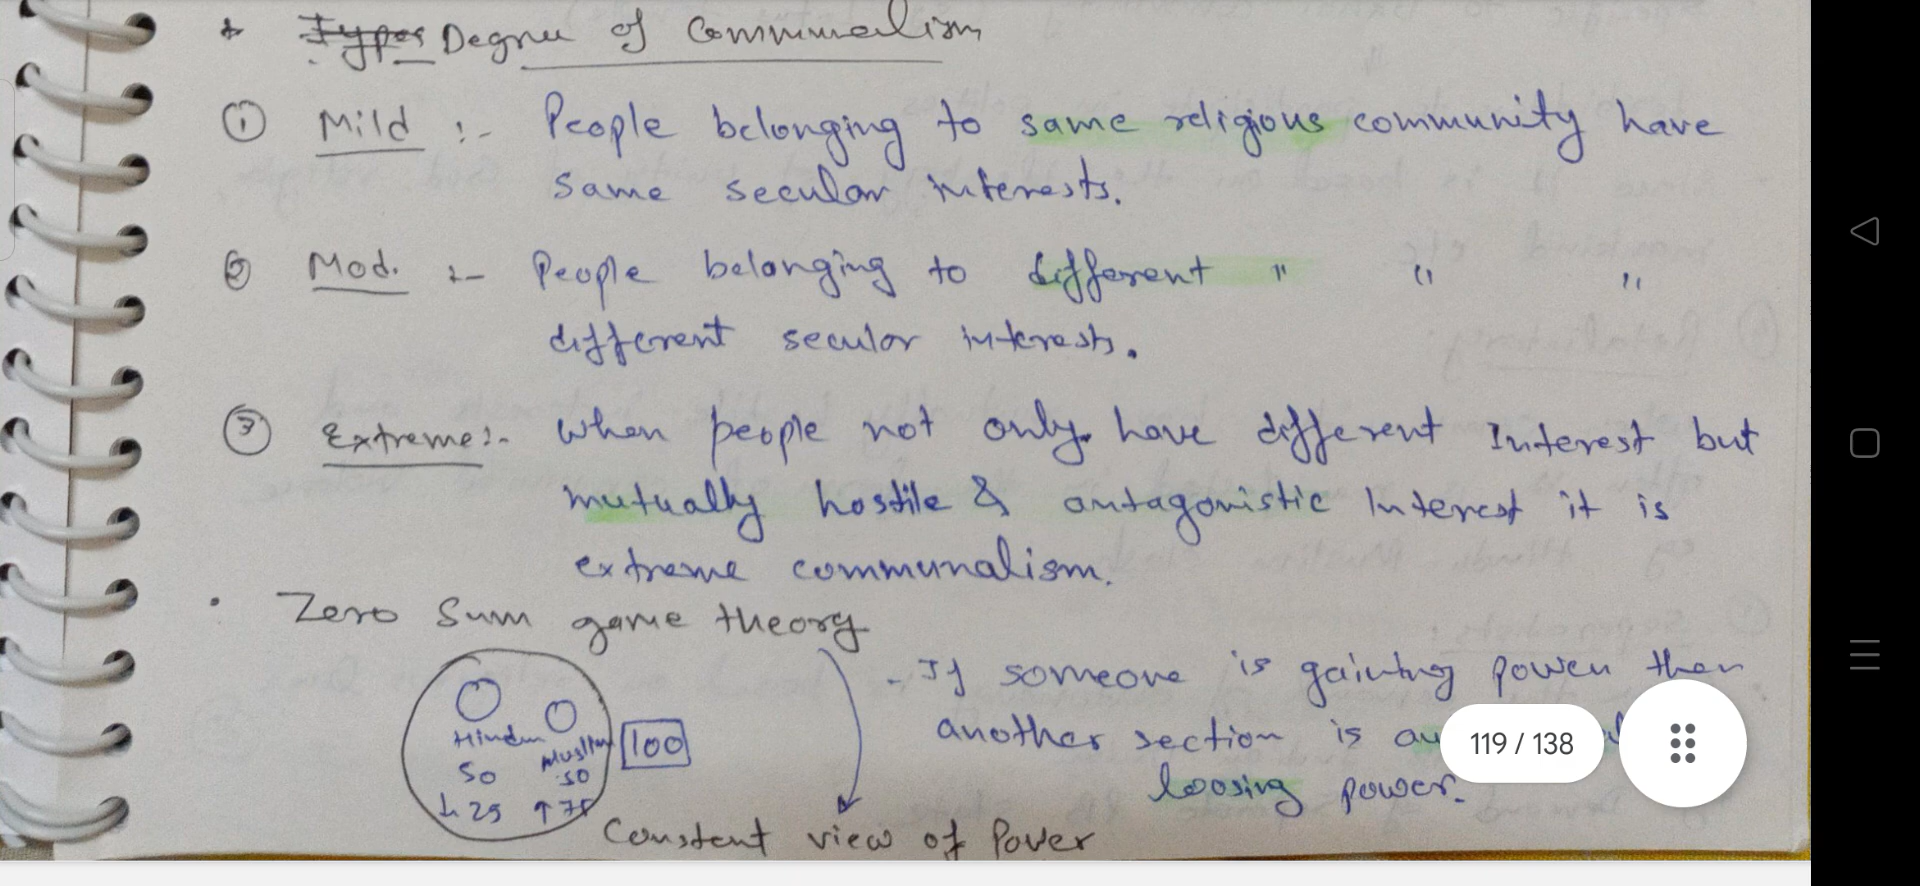 * Types Degree of Communalism
① Mild :- People belonging to same religious community have
same secular interests.
② Mod. :- People belonging to different " " "
different secular interests.
③ Extreme:- When people not only have different Interest but
mutually hostile & antagonistic Interest it is
extreme communalism.
• Zero Sum game theory
- If someone is gaining power then
another section is
loosing power.
Hindu Muslim
50 50
↓25 ↑75
100
Constant view of Power
119 / 138